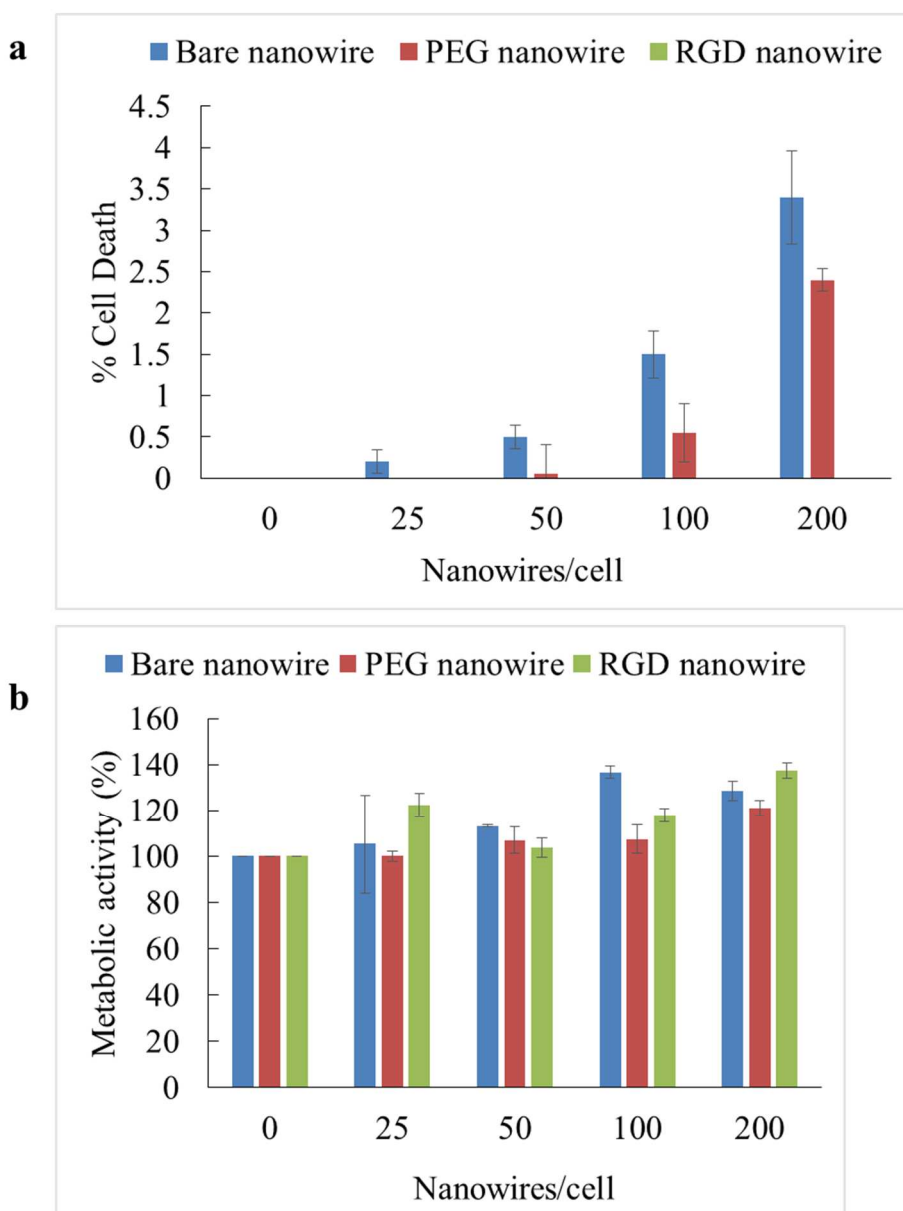 a
Bare nanowire PEG nanowire RGD nanowire
4.5
4
3.5
3
2.5
2
1.5
1
0.5
0
% Cell Death
0 25 50 100 200
Nanowires/cell
b
Bare nanowire PEG nanowire RGD nanowire
160
140
120
100
80
60
40
20
0
Metabolic activity (%)
0 25 50 100 200
Nanowires/cell